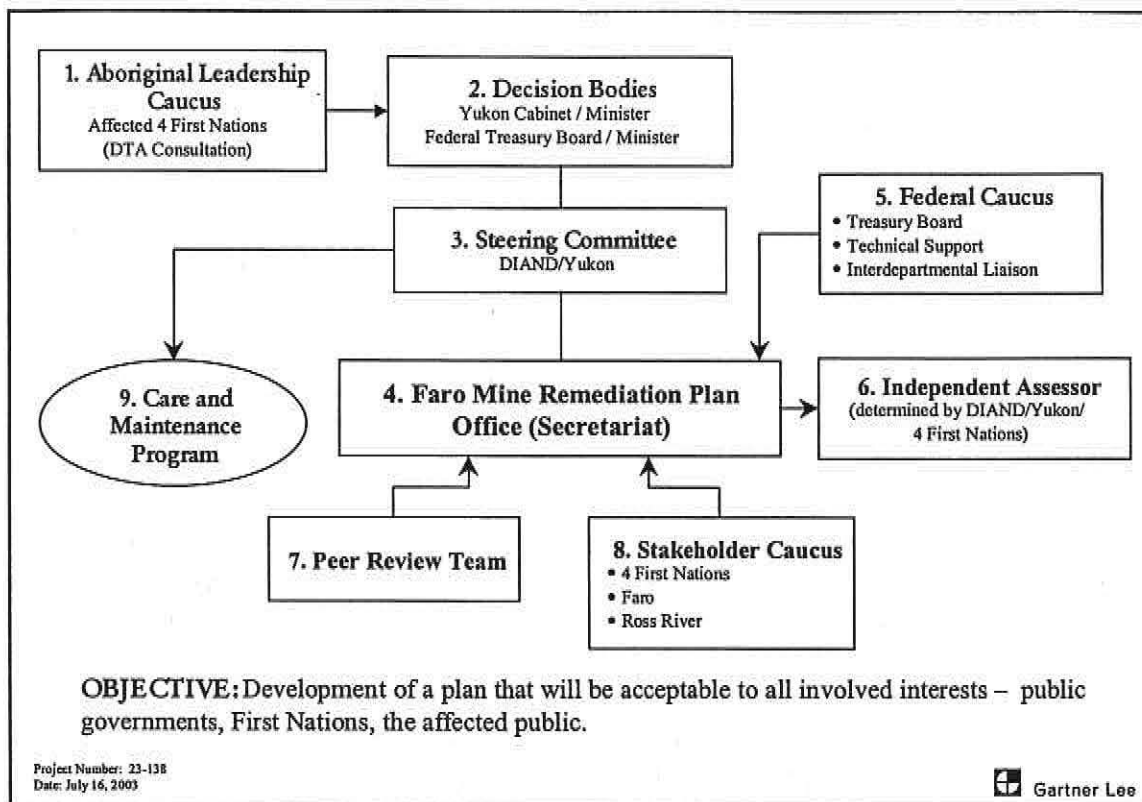 1. Aboriginal Leadership
Caucus
Affected 4 First Nations
(DTA Consultation)
2. Decision Bodies
Yukon Cabinet / Minister
Federal Treasury Board / Minister
3. Steering Committee
DIAND/Yukon
5. Federal Caucus
• Treasury Board
• Technical Support
• Interdepartmental Liaison
9. Care and
Maintenance
Program
4. Faro Mine Remediation Plan
Office (Secretariat)
6. Independent Assessor
(determined by DIAND/Yukon/
4 First Nations)
7. Peer Review Team
8. Stakeholder Caucus
• 4 First Nations
• Faro
• Ross River
OBJECTIVE: Development of a plan that will be acceptable to all involved interests – public
governments, First Nations, the affected public.
Project Number: 23-138
Date: July 16, 2003
Gartner Lee